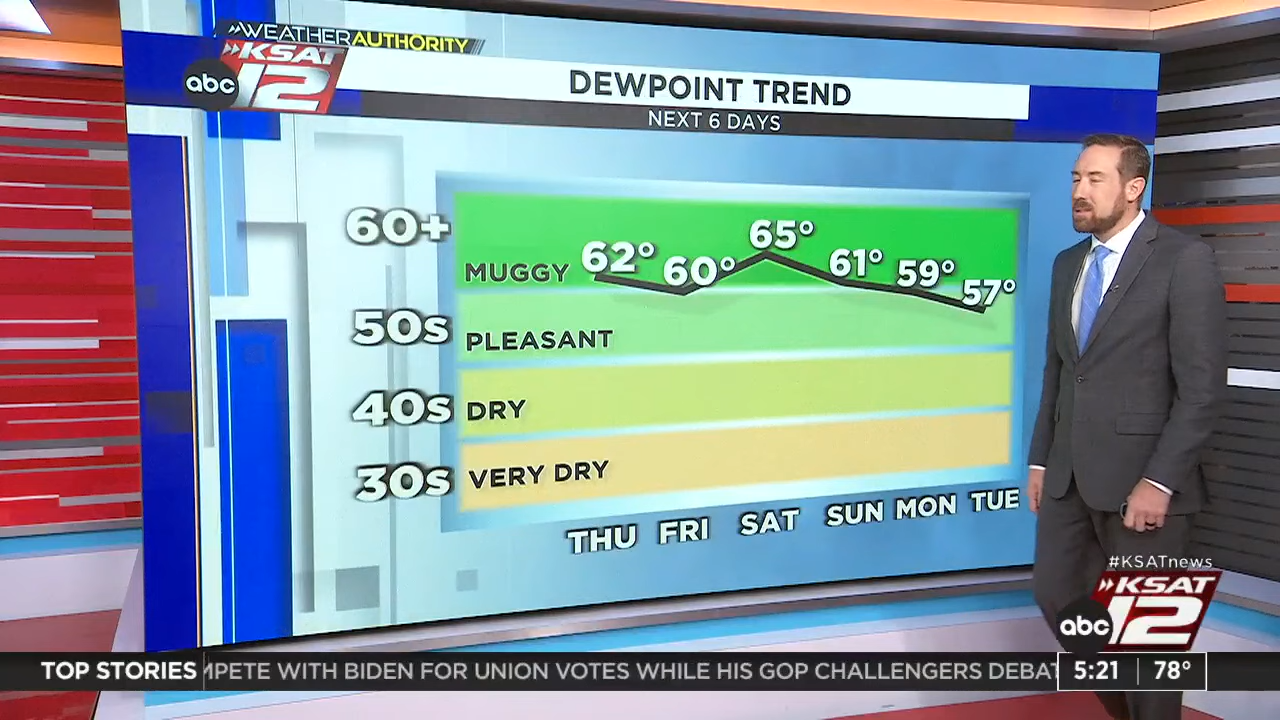 WEATHERAUTHORITY
KSAT
abc 12
DEWPOINT TREND
NEXT 6 DAYS
60+
MUGGY
62° 60° 65° 61° 59° 57°
50s PLEASANT
40s DRY
30s VERY DRY
THU FRI SAT SUN MON TUE
#KSATnews
KSAT
abc 12
TOP STORIES MPETE WITH BIDEN FOR UNION VOTES WHILE HIS GOP CHALLENGERS DEBAT 5:21 78°